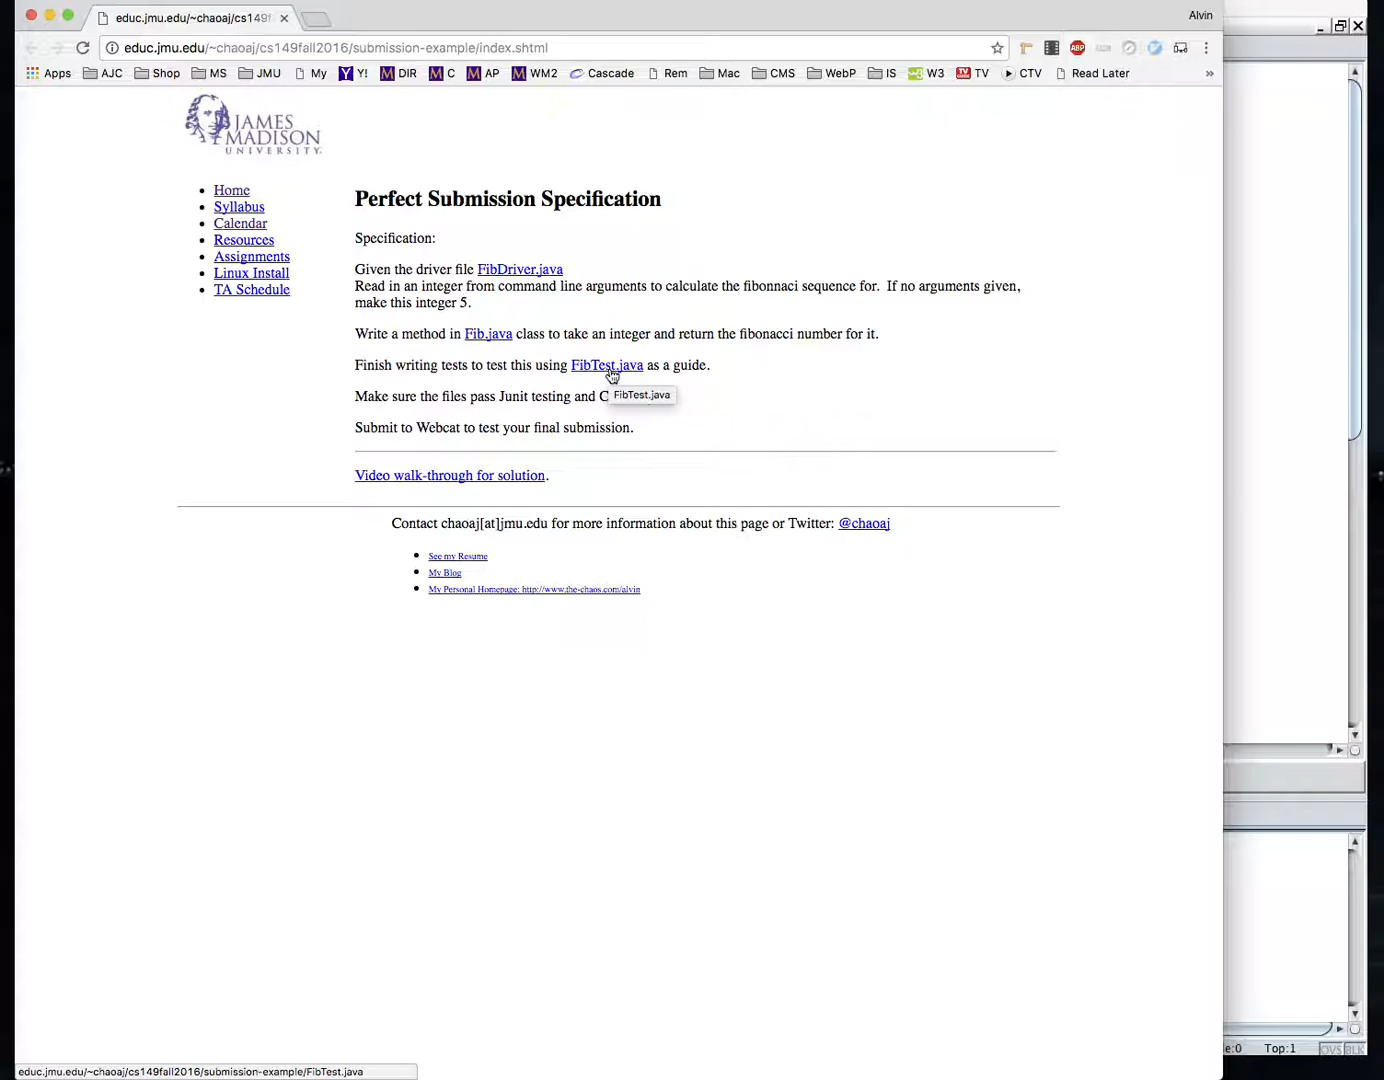 educ.jmu.edu/~chaoaj/cs149f
Alvin
educ.jmu.edu/~chaoaj/cs149fall2016/submission-example/index.shtml
ABP
Apps AJC Shop MS JMU My Y! DIR C AP WM2 Cascade Rem Mac CMS WebP IS W3 TV CTV Read Later »
JAMES
MADISON
UNIVERSITY.
Home
Syllabus
Calendar
Resources
Assignments
Linux Install
TA Schedule
Perfect Submission Specification
Specification:
Given the driver file FibDriver.java
Read in an integer from command line arguments to calculate the fibonnaci sequence for. If no arguments given,
make this integer 5.
Write a method in Fib.java class to take an integer and return the fibonacci number for it.
Finish writing tests to test this using FibTest.java as a guide.
Make sure the files pass Junit testing and C
FibTest.java
Submit to Webcat to test your final submission.
Video walk-through for solution.
Contact chaoaj[at]jmu.edu for more information about this page or Twitter: @chaoaj
See my Resume
My Blog
My Personal Homepage: http://www.the-chaos.com/alvin
e:0 Top:1 OVS BLK
educ.jmu.edu/~chaoaj/cs149fall2016/submission-example/FibTest.java